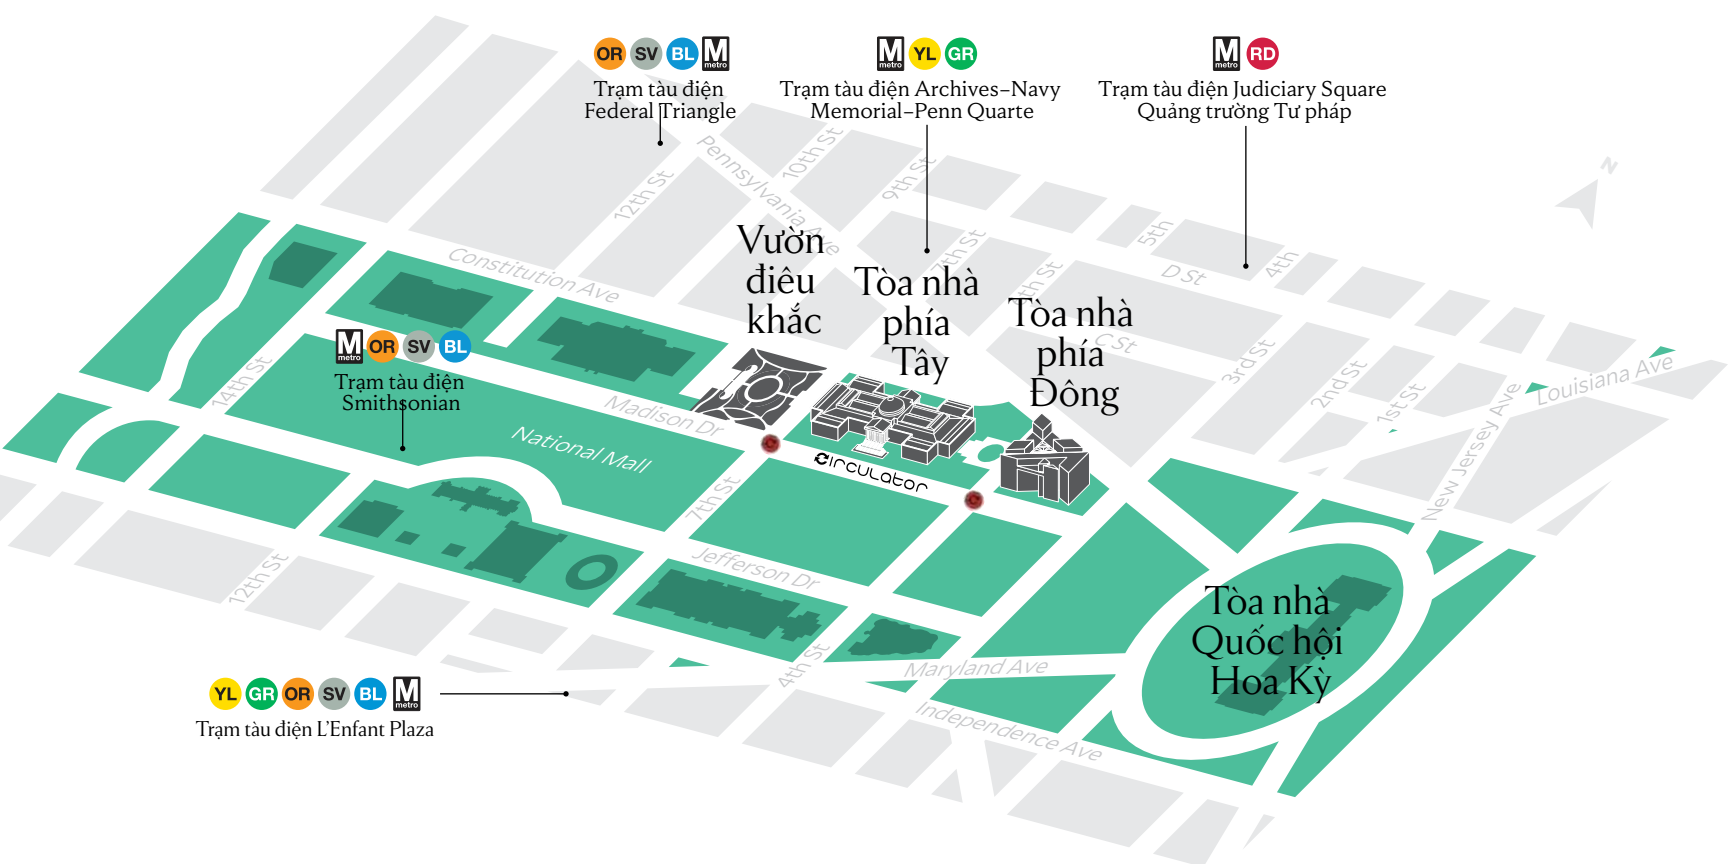 OR SV BL M metro
Trạm tàu điện
Federal Triangle
M metro YL GR
Trạm tàu điện Archives–Navy
Memorial–Penn Quarte
M metro RD
Trạm tàu điện Judiciary Square
Quảng trường Tư pháp
N
Pennsylvania Ave
10th St
9th St
12th St
5th
4th
D St
7th St
6th St
Constitution Ave
Vườn
điêu
khắc
Tòa nhà
phía
Tây
Tòa nhà
phía
Đông
C St
3rd St
2nd St
1st St
New Jersey Ave
Louisiana Ave
M metro OR SV BL
Trạm tàu điện
Smithsonian
14th St
Madison Dr
National Mall
Circulator
7th St
Jefferson Dr
12th St
4th St
Maryland Ave
Independence Ave
Tòa nhà
Quốc hội
Hoa Kỳ
YL GR OR SV BL M metro
Trạm tàu điện L’Enfant Plaza